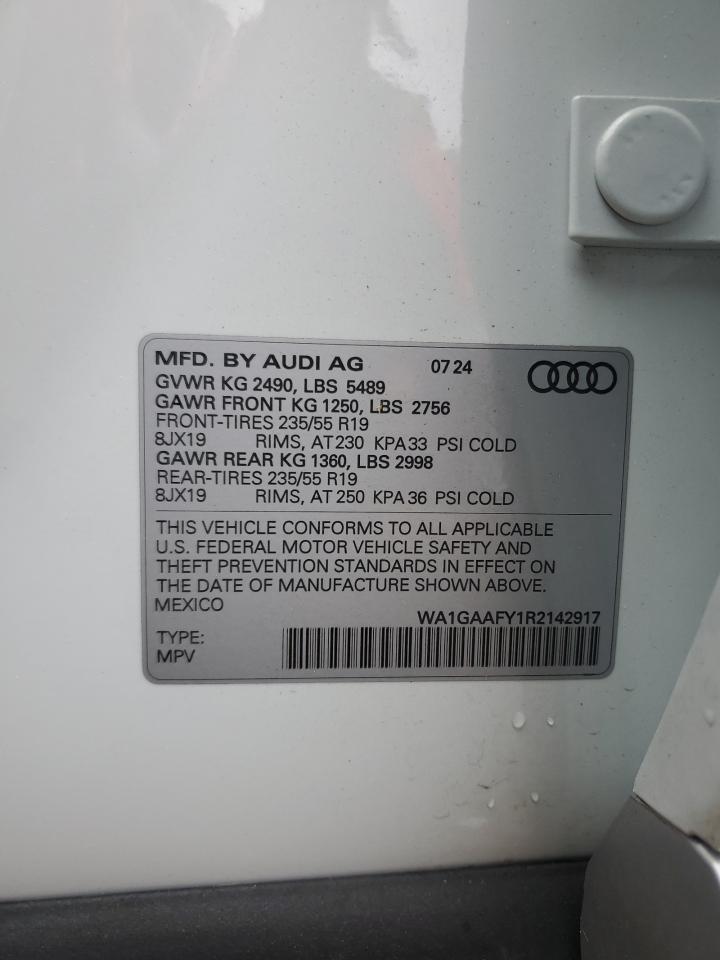 MFD. BY AUDI AG 07 24
GVWR KG 2490, LBS 5489
GAWR FRONT KG 1250, LBS 2756
FRONT-TIRES 235/55 R19
8JX19 RIMS, AT 230 KPA 33 PSI COLD
GAWR REAR KG 1360, LBS 2998
REAR-TIRES 235/55 R19
8JX19 RIMS, AT 250 KPA 36 PSI COLD
THIS VEHICLE CONFORMS TO ALL APPLICABLE
U.S. FEDERAL MOTOR VEHICLE SAFETY AND
THEFT PREVENTION STANDARDS IN EFFECT ON
THE DATE OF MANUFACTURE SHOWN ABOVE.
MEXICO WA1GAAFY1R2142917
TYPE:
MPV